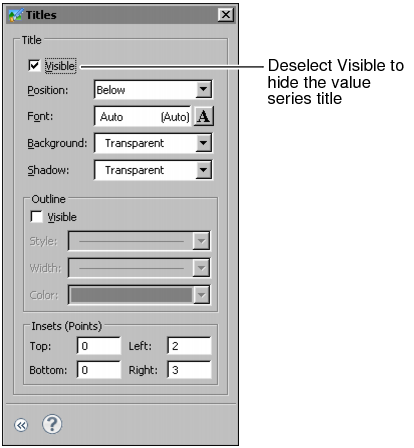 Titles
Title
Visible
Deselect Visible to
hide the value
series title
Position: Below
Font: Auto (Auto) A
Background: Transparent
Shadow: Transparent
Outline
Visible
Style:
Width:
Color:
Insets (Points)
Top: 0 Left: 2
Bottom: 0 Right: 3
«
?